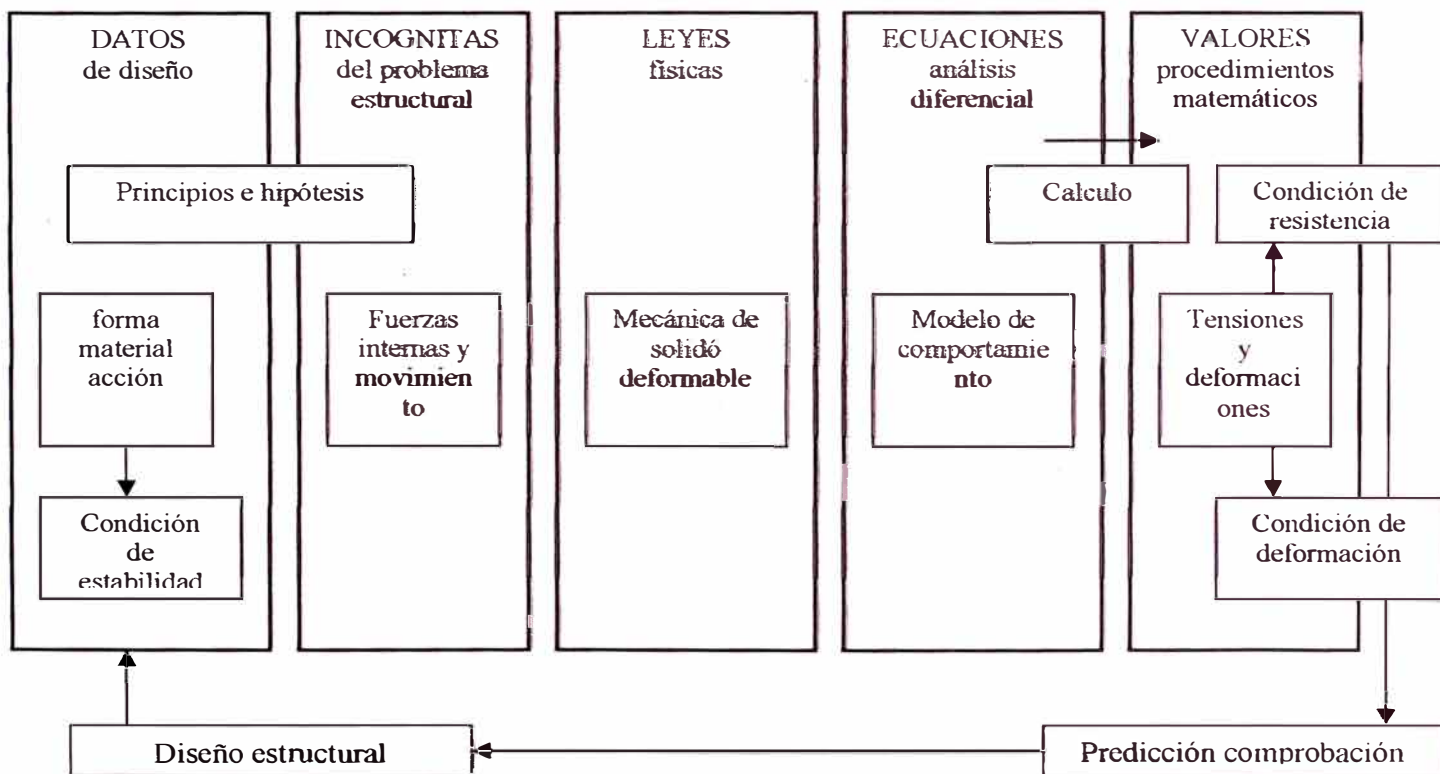 DATOS
de diseño
INCOGNITAS
del problema
estructural
LEYES
físicas
ECUACIONES
análisis
diferencial
VALORES
procedimientos
matemáticos
Principios e hipótesis
Calculo
Condición de
resistencia
forma
material
acción
Fuerzas
internas y
movimien
to
Mecánica de
solidó
deformable
Modelo de
comportamie
nto
Tensiones
y
deformaci
ones
Condición
de
estabilidad
Condición de
deformación
Diseño estructural
Predicción comprobación